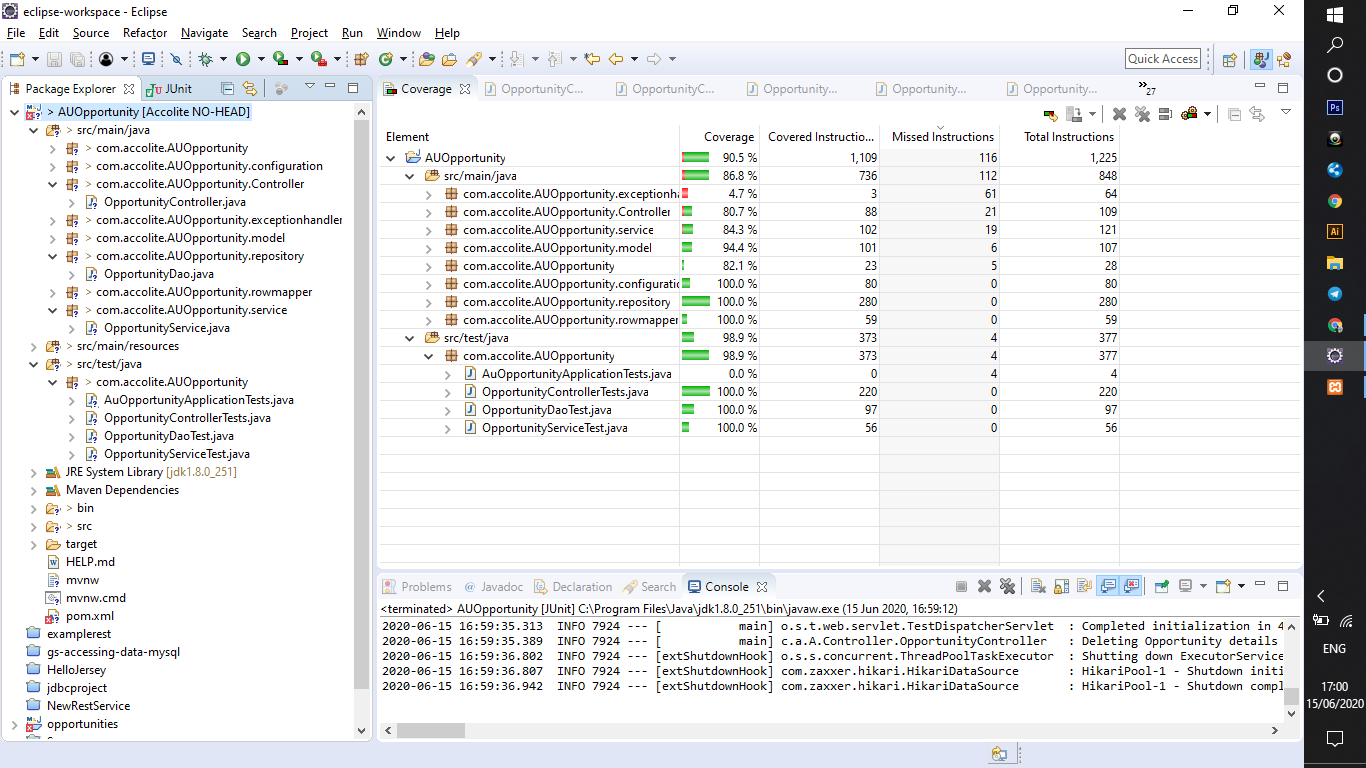 eclipse-workspace - Eclipse
File Edit Source Refactor Navigate Search Project Run Window Help
Quick Access
Package Explorer JUnit
> AUOpportunity [Accolite NO-HEAD]
> src/main/java
> com.accolite.AUOpportunity
> com.accolite.AUOpportunity.configuration
> com.accolite.AUOpportunity.Controller
OpportunityController.java
> com.accolite.AUOpportunity.exceptionhandler
> com.accolite.AUOpportunity.model
> com.accolite.AUOpportunity.repository
OpportunityDao.java
> com.accolite.AUOpportunity.rowmapper
> com.accolite.AUOpportunity.service
OpportunityService.java
> src/main/resources
> src/test/java
> com.accolite.AUOpportunity
AuOpportunityApplicationTests.java
OpportunityControllerTests.java
OpportunityDaoTest.java
OpportunityServiceTest.java
JRE System Library [jdk1.8.0_251]
Maven Dependencies
> bin
> src
target
HELP.md
mvnw
mvnw.cmd
pom.xml
examplerest
gs-accessing-data-mysql
HelloJersey
jdbcproject
NewRestService
opportunities
Coverage OpportunityC... OpportunityC... Opportunity... Opportunity... Opportunity... »27
Element Coverage Covered Instructio... Missed Instructions Total Instructions
AUOpportunity 90.5 % 1,109 116 1,225
src/main/java 86.8 % 736 112 848
com.accolite.AUOpportunity.exceptionha 4.7 % 3 61 64
com.accolite.AUOpportunity.Controller 80.7 % 88 21 109
com.accolite.AUOpportunity.service 84.3 % 102 19 121
com.accolite.AUOpportunity.model 94.4 % 101 6 107
com.accolite.AUOpportunity 82.1 % 23 5 28
com.accolite.AUOpportunity.configuratic 100.0 % 80 0 80
com.accolite.AUOpportunity.repository 100.0 % 280 0 280
com.accolite.AUOpportunity.rowmapper 100.0 % 59 0 59
src/test/java 98.9 % 373 4 377
com.accolite.AUOpportunity 98.9 % 373 4 377
AuOpportunityApplicationTests.java 0.0 % 0 4 4
OpportunityControllerTests.java 100.0 % 220 0 220
OpportunityDaoTest.java 100.0 % 97 0 97
OpportunityServiceTest.java 100.0 % 56 0 56
Problems @ Javadoc Declaration Search Console
<terminated> AUOpportunity [JUnit] C:\Program Files\Java\jdk1.8.0_251\bin\javaw.exe (15 Jun 2020, 16:59:12)
2020-06-15 16:59:35.313 INFO 7924 --- [ main] o.s.t.web.servlet.TestDispatcherServlet : Completed initialization in 4
2020-06-15 16:59:35.389 INFO 7924 --- [ main] c.a.A.Controller.OpportunityController : Deleting Opportunity details
2020-06-15 16:59:36.802 INFO 7924 --- [extShutdownHook] o.s.s.concurrent.ThreadPoolTaskExecutor : Shutting down ExecutorService
2020-06-15 16:59:36.807 INFO 7924 --- [extShutdownHook] com.zaxxer.hikari.HikariDataSource : HikariPool-1 - Shutdown initi
2020-06-15 16:59:36.942 INFO 7924 --- [extShutdownHook] com.zaxxer.hikari.HikariDataSource : HikariPool-1 - Shutdown compl
Ps
Ai
ENG
17:00
15/06/2020